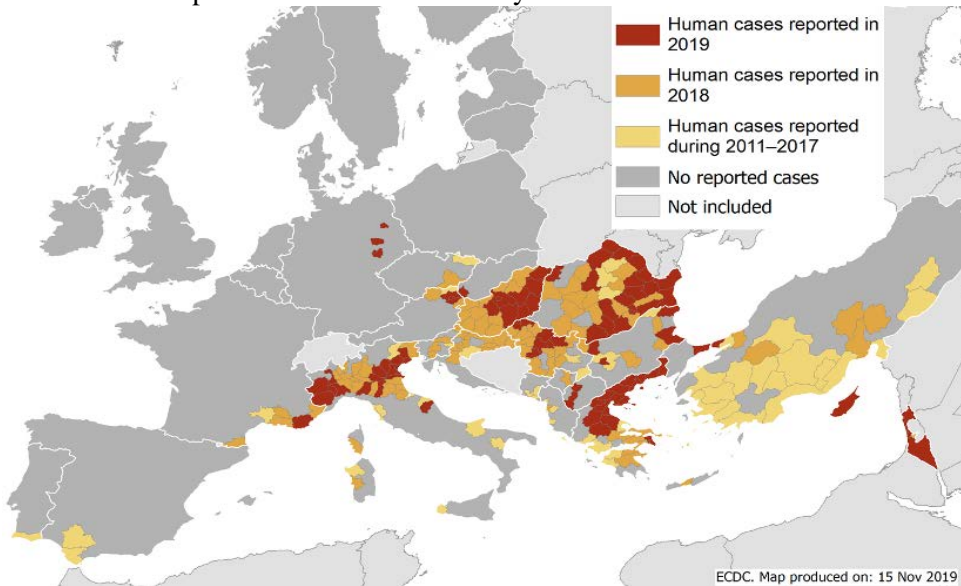 Human cases reported in
2019
Human cases reported in
2018
Human cases reported
during 2011–2017
No reported cases
Not included
ECDC. Map produced on: 15 Nov 2019